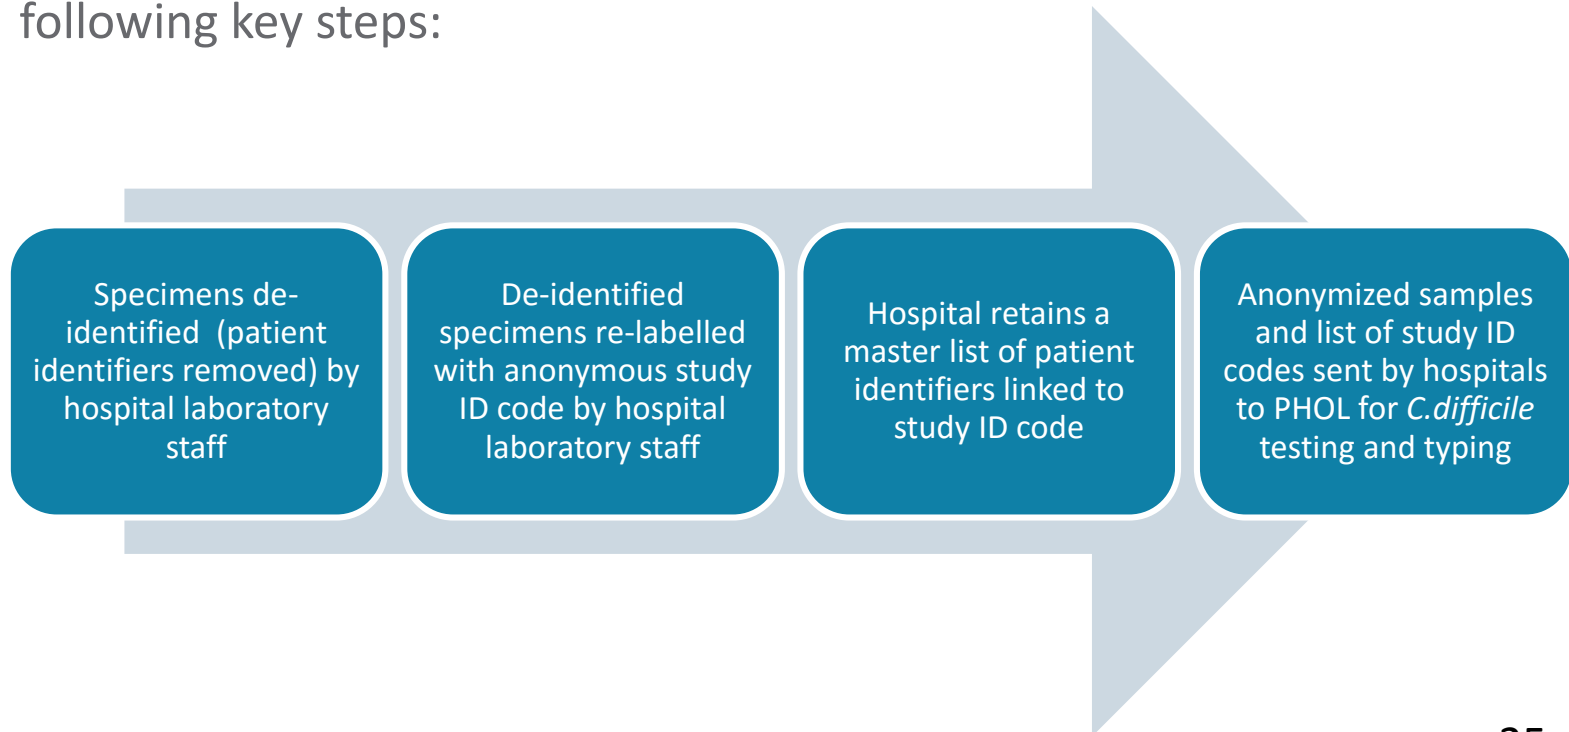 following key steps:
Specimens de-
identified (patient
identifiers removed) by
hospital laboratory
staff
De-identified
specimens re-labelled
with anonymous study
ID code by hospital
laboratory staff
Hospital retains a
master list of patient
identifiers linked to
study ID code
Anonymized samples
and list of study ID
codes sent by hospitals
to PHOL for C.difficile
testing and typing